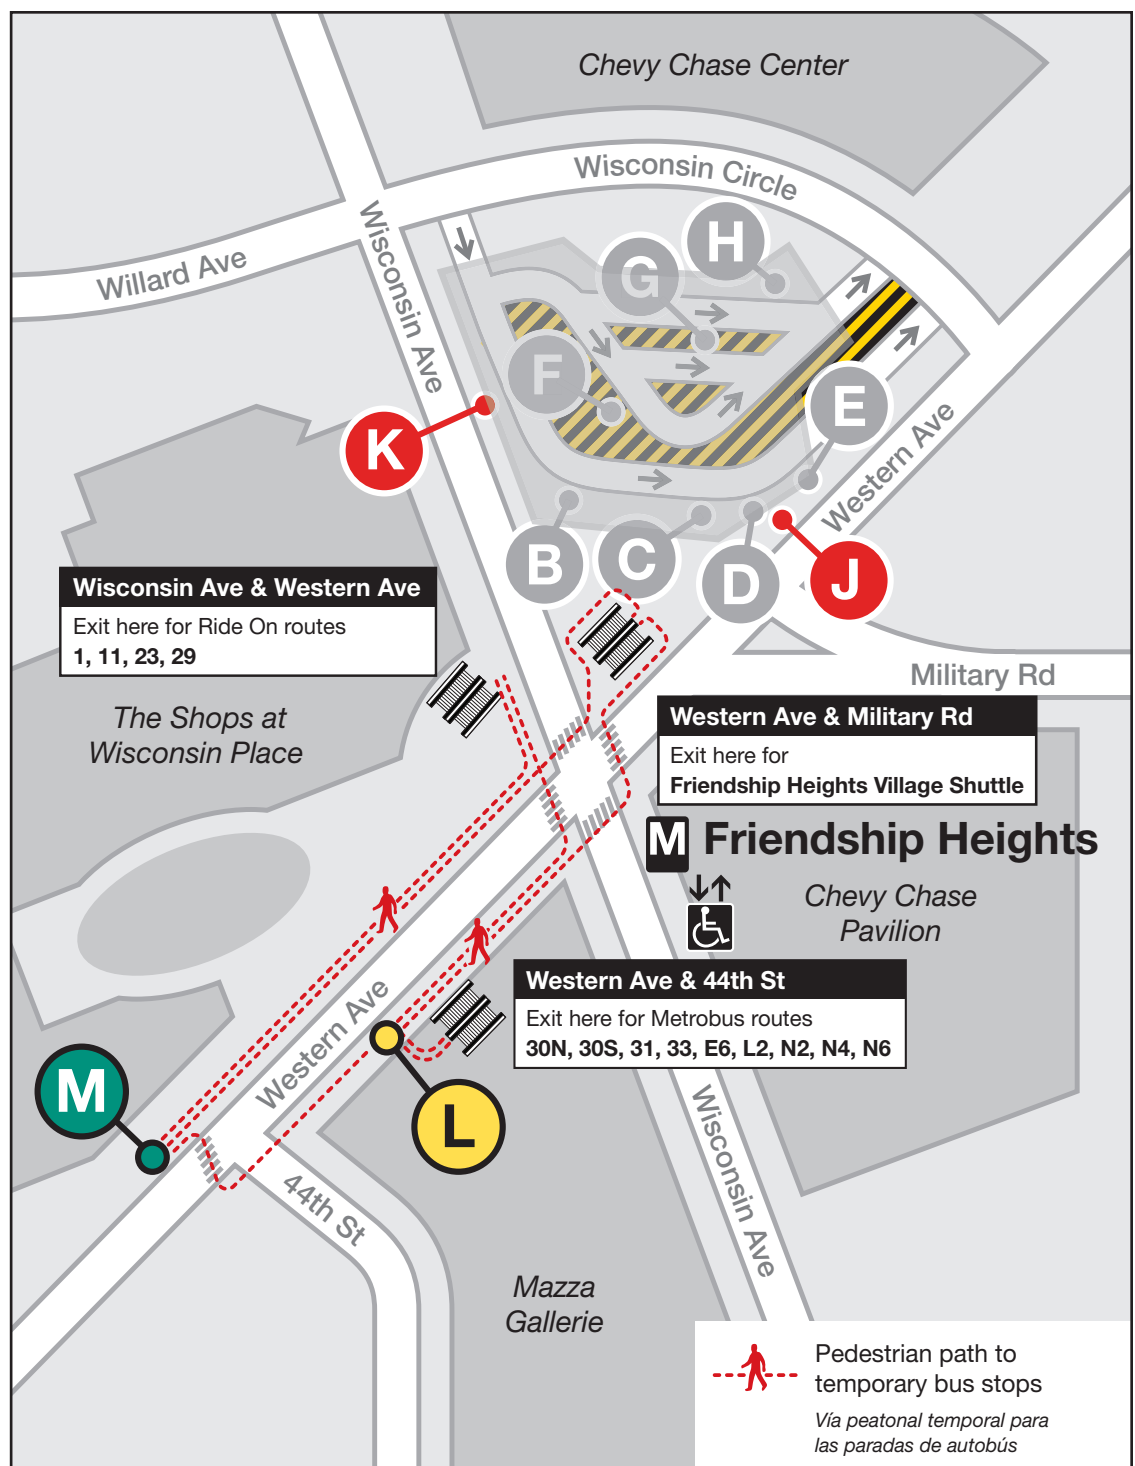 Chevy Chase Center
Wisconsin Circle
Wisconsin Ave
Willard Ave
H
G
F
E
K
Western Ave
B
C
D
J
Wisconsin Ave & Western Ave
Exit here for Ride On routes
1, 11, 23, 29
Military Rd
The Shops at
Wisconsin Place
Western Ave & Military Rd
Exit here for
Friendship Heights Village Shuttle
M Friendship Heights
Chevy Chase
Pavilion
Western Ave & 44th St
Exit here for Metrobus routes
30N, 30S, 31, 33, E6, L2, N2, N4, N6
Western Ave
M
L
Wisconsin Ave
44th St
Mazza
Gallerie
Pedestrian path to
temporary bus stops
Vía peatonal temporal para
las paradas de autobús